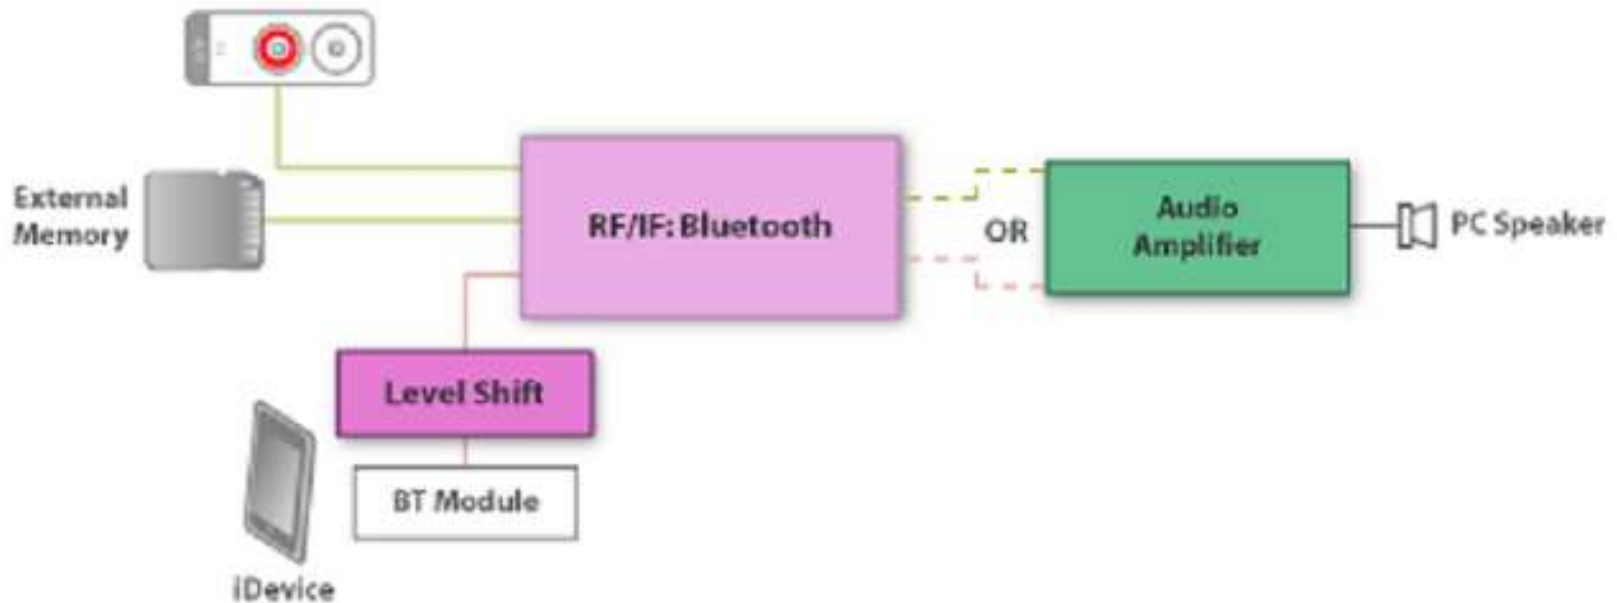 External
Memory
RF/IF: Bluetooth
OR
Audio
Amplifier
PC Speaker
Level Shift
BT Module
iDevice